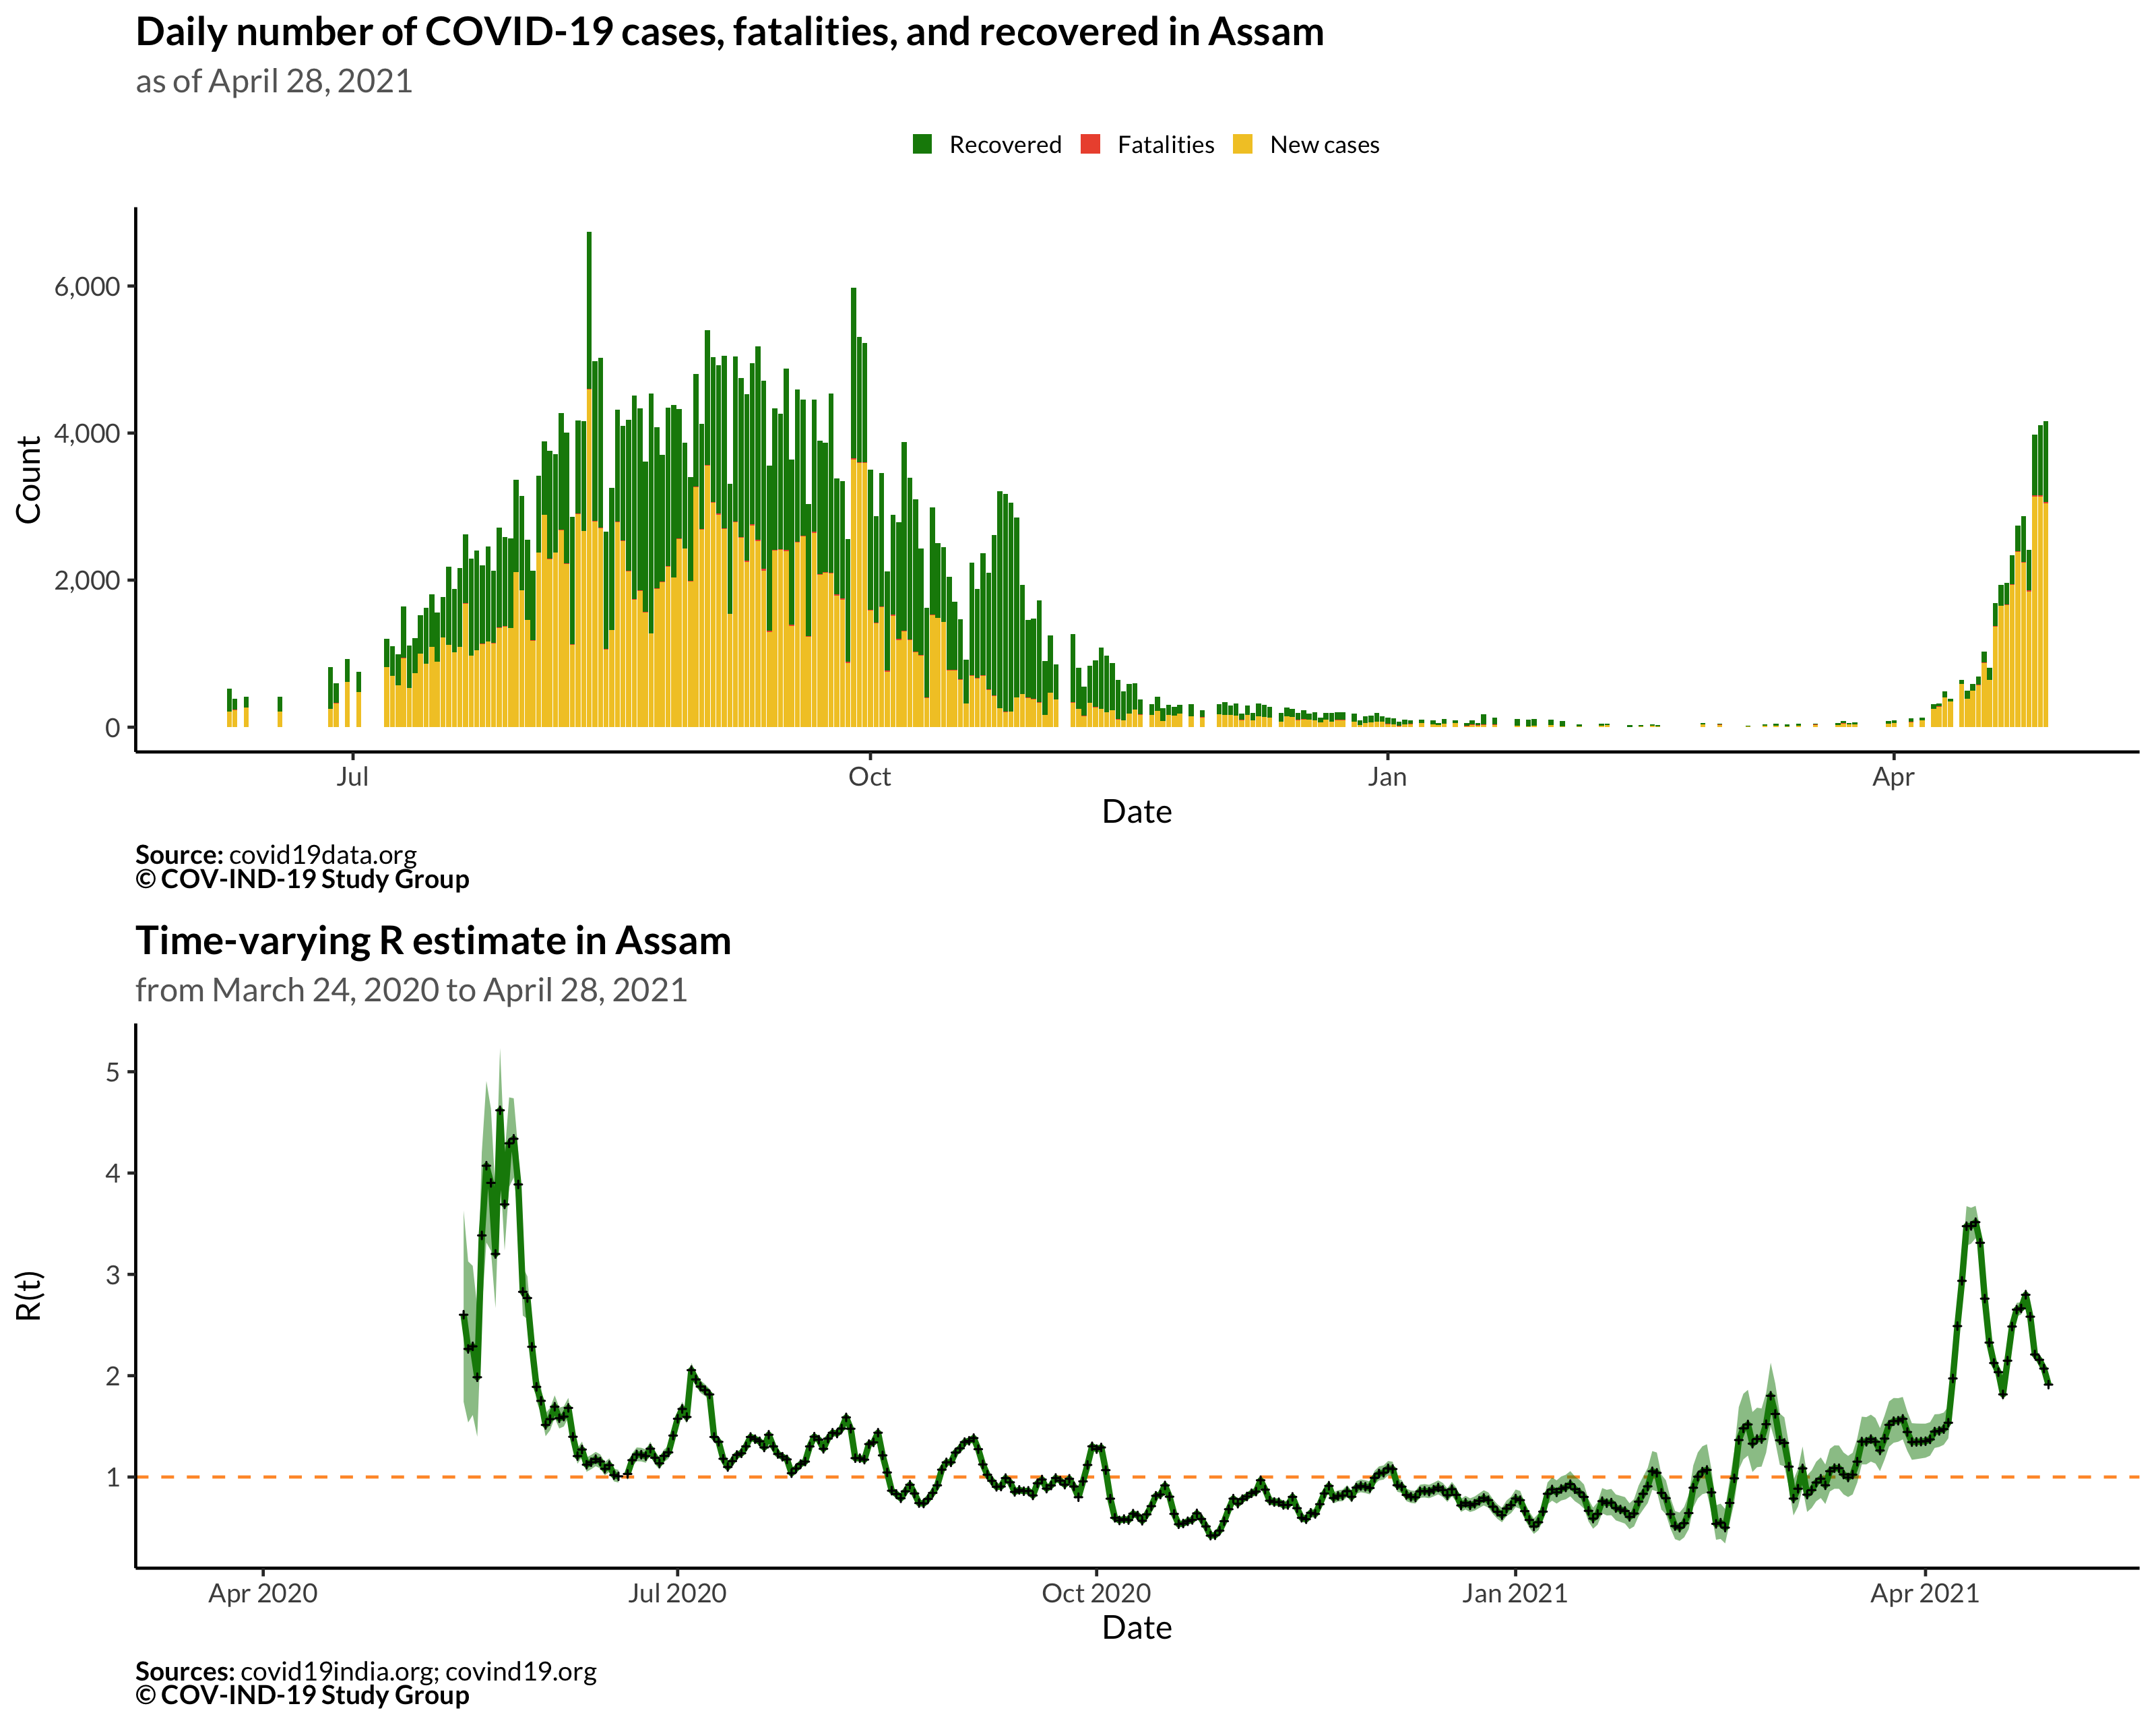 Daily number of COVID-19 cases, fatalities, and recovered in Assam
as of April 28, 2021
Recovered Fatalities New cases
6,000
4,000
2,000
0
Count
Jul Oct Jan Apr
Date
Source: covid19data.org
© COV-IND-19 Study Group
Time-varying R estimate in Assam
from March 24, 2020 to April 28, 2021
5
4
3
2
1
R(t)
Apr 2020 Jul 2020 Oct 2020 Jan 2021 Apr 2021
Date
Sources: covid19india.org; covind19.org
© COV-IND-19 Study Group